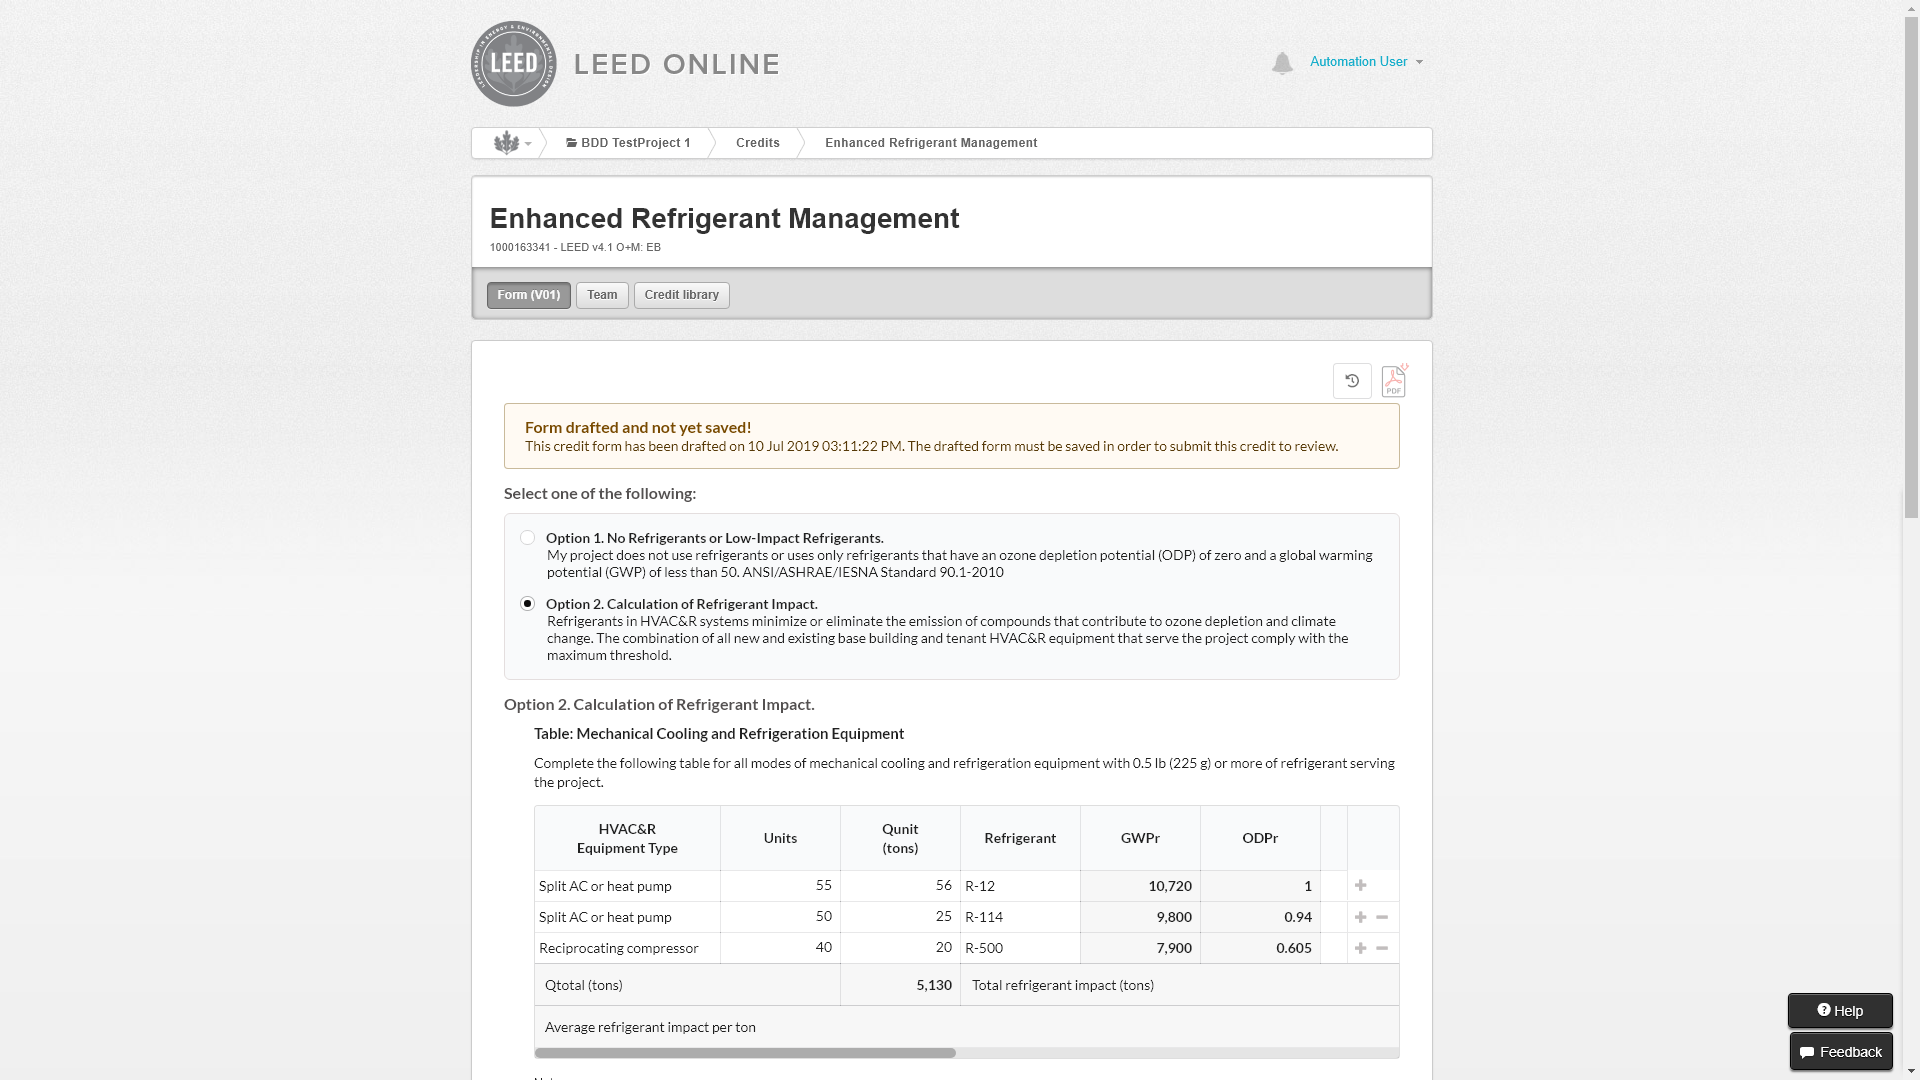 LEED
LEED ONLINE
Automation User
BDD TestProject 1
Credits
Enhanced Refrigerant Management
Enhanced Refrigerant Management
1000163341 - LEED v4.1 O+M: EB
Form (V01)
Team
Credit library
PDF
Form drafted and not yet saved!
This credit form has been drafted on 10 Jul 2019 03:11:22 PM. The drafted form must be saved in order to submit this credit to review.
Select one of the following:
Option 1. No Refrigerants or Low-Impact Refrigerants.
My project does not use refrigerants or uses only refrigerants that have an ozone depletion potential (ODP) of zero and a global warming
potential (GWP) of less than 50. ANSI/ASHRAE/IESNA Standard 90.1-2010
Option 2. Calculation of Refrigerant Impact.
Refrigerants in HVAC&R systems minimize or eliminate the emission of compounds that contribute to ozone depletion and climate
change. The combination of all new and existing base building and tenant HVAC&R equipment that serve the project comply with the
maximum threshold.
Option 2. Calculation of Refrigerant Impact.
Table: Mechanical Cooling and Refrigeration Equipment
Complete the following table for all modes of mechanical cooling and refrigeration equipment with 0.5 lb (225 g) or more of refrigerant serving
the project.
HVAC&R
Equipment Type
Units
Qunit
(tons)
Refrigerant
GWPr
ODPr
Split AC or heat pump 55 56 R-12 10,720 1
Split AC or heat pump 50 25 R-114 9,800 0.94
Reciprocating compressor 40 20 R-500 7,900 0.605
Qtotal (tons) 5,130 Total refrigerant impact (tons)
Average refrigerant impact per ton
Help
Feedback